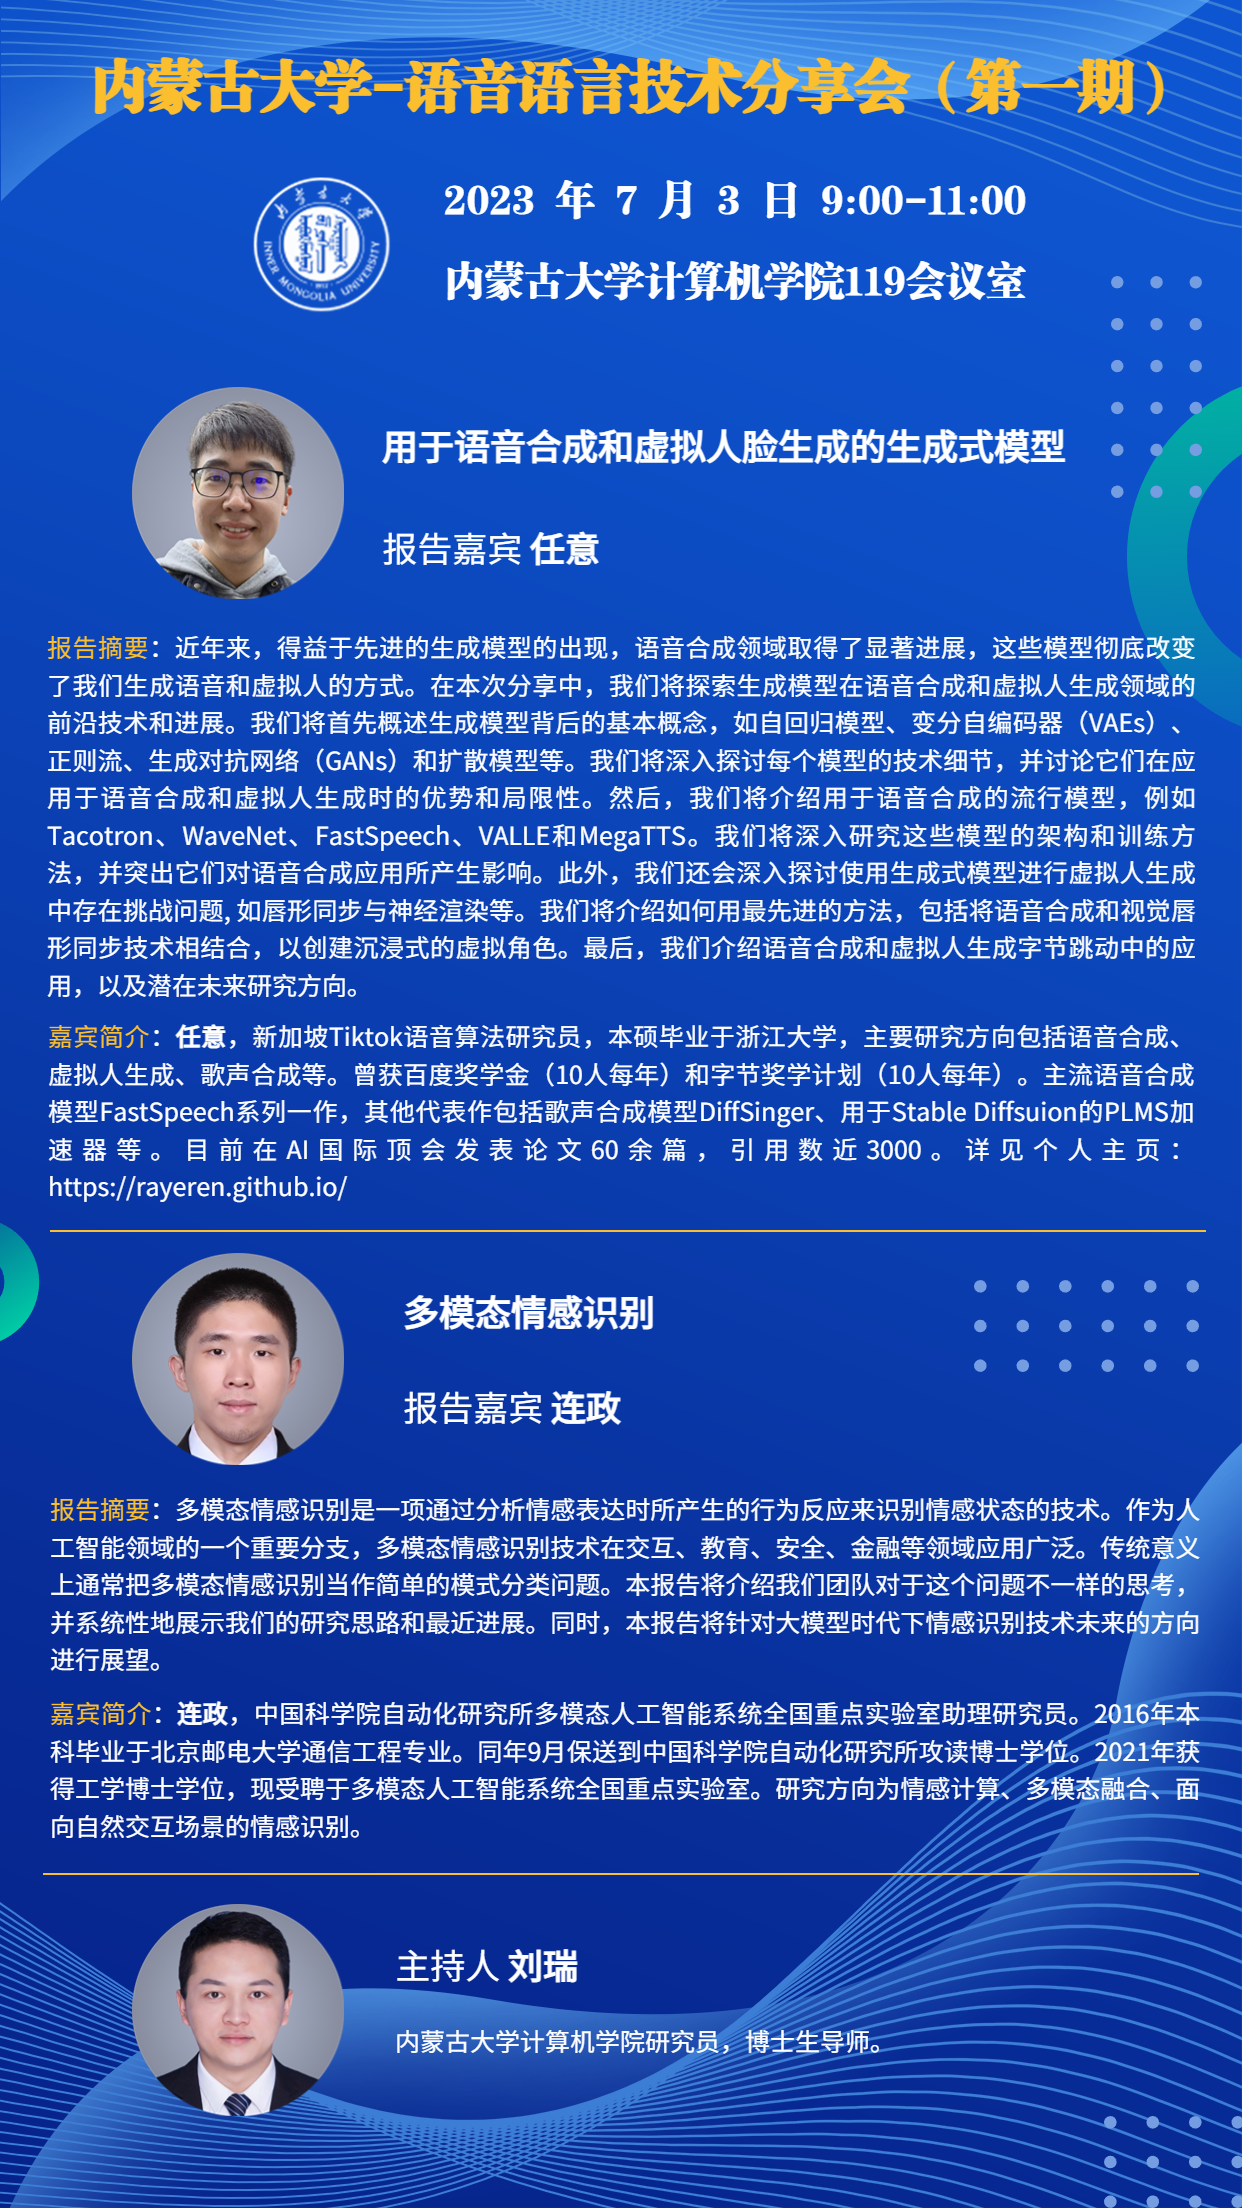 内蒙古大学-语音语言技术分享会（第一期）
内蒙古大学
INNER MONGOLIA UNIVERSITY
2023 年 7 月 3 日 9:00-11:00
内蒙古大学计算机学院119会议室
用于语音合成和虚拟人脸生成的生成式模型
报告嘉宾 任意
报告摘要：近年来，得益于先进的生成模型的出现，语音合成领域取得了显著进展，这些模型彻底改变
了我们生成语音和虚拟人的方式。在本次分享中，我们将探索生成模型在语音合成和虚拟人生成领域的
前沿技术和进展。我们将首先概述生成模型背后的基本概念，如自回归模型、变分自编码器（VAEs）、
正则流、生成对抗网络（GANs）和扩散模型等。我们将深入探讨每个模型的技术细节，并讨论它们在应
用于语音合成和虚拟人生成时的优势和局限性。然后，我们将介绍用于语音合成的流行模型，例如
Tacotron、WaveNet、FastSpeech、VALLE和MegaTTS。我们将深入研究这些模型的架构和训练方
法，并突出它们对语音合成应用所产生影响。此外，我们还会深入探讨使用生成式模型进行虚拟人生成
中存在挑战问题, 如唇形同步与神经渲染等。我们将介绍如何用最先进的方法，包括将语音合成和视觉唇
形同步技术相结合，以创建沉浸式的虚拟角色。最后，我们介绍语音合成和虚拟人生成字节跳动中的应
用，以及潜在未来研究方向。
嘉宾简介：任意，新加坡Tiktok语音算法研究员，本硕毕业于浙江大学，主要研究方向包括语音合成、
虚拟人生成、歌声合成等。曾获百度奖学金（10人每年）和字节奖学计划（10人每年）。主流语音合成
模型FastSpeech系列一作，其他代表作包括歌声合成模型DiffSinger、用于Stable Diffsuion的PLMS加
速器等。目前在AI国际顶会发表论文60余篇，引用数近3000。详见个人主页：
https://rayeren.github.io/
多模态情感识别
报告嘉宾 连政
报告摘要：多模态情感识别是一项通过分析情感表达时所产生的行为反应来识别情感状态的技术。作为人
工智能领域的一个重要分支，多模态情感识别技术在交互、教育、安全、金融等领域应用广泛。传统意义
上通常把多模态情感识别当作简单的模式分类问题。本报告将介绍我们团队对于这个问题不一样的思考，
并系统性地展示我们的研究思路和最近进展。同时，本报告将针对大模型时代下情感识别技术未来的方向
进行展望。
嘉宾简介：连政，中国科学院自动化研究所多模态人工智能系统全国重点实验室助理研究员。2016年本
科毕业于北京邮电大学通信工程专业。同年9月保送到中国科学院自动化研究所攻读博士学位。2021年获
得工学博士学位，现受聘于多模态人工智能系统全国重点实验室。研究方向为情感计算、多模态融合、面
向自然交互场景的情感识别。
主持人 刘瑞
内蒙古大学计算机学院研究员，博士生导师。